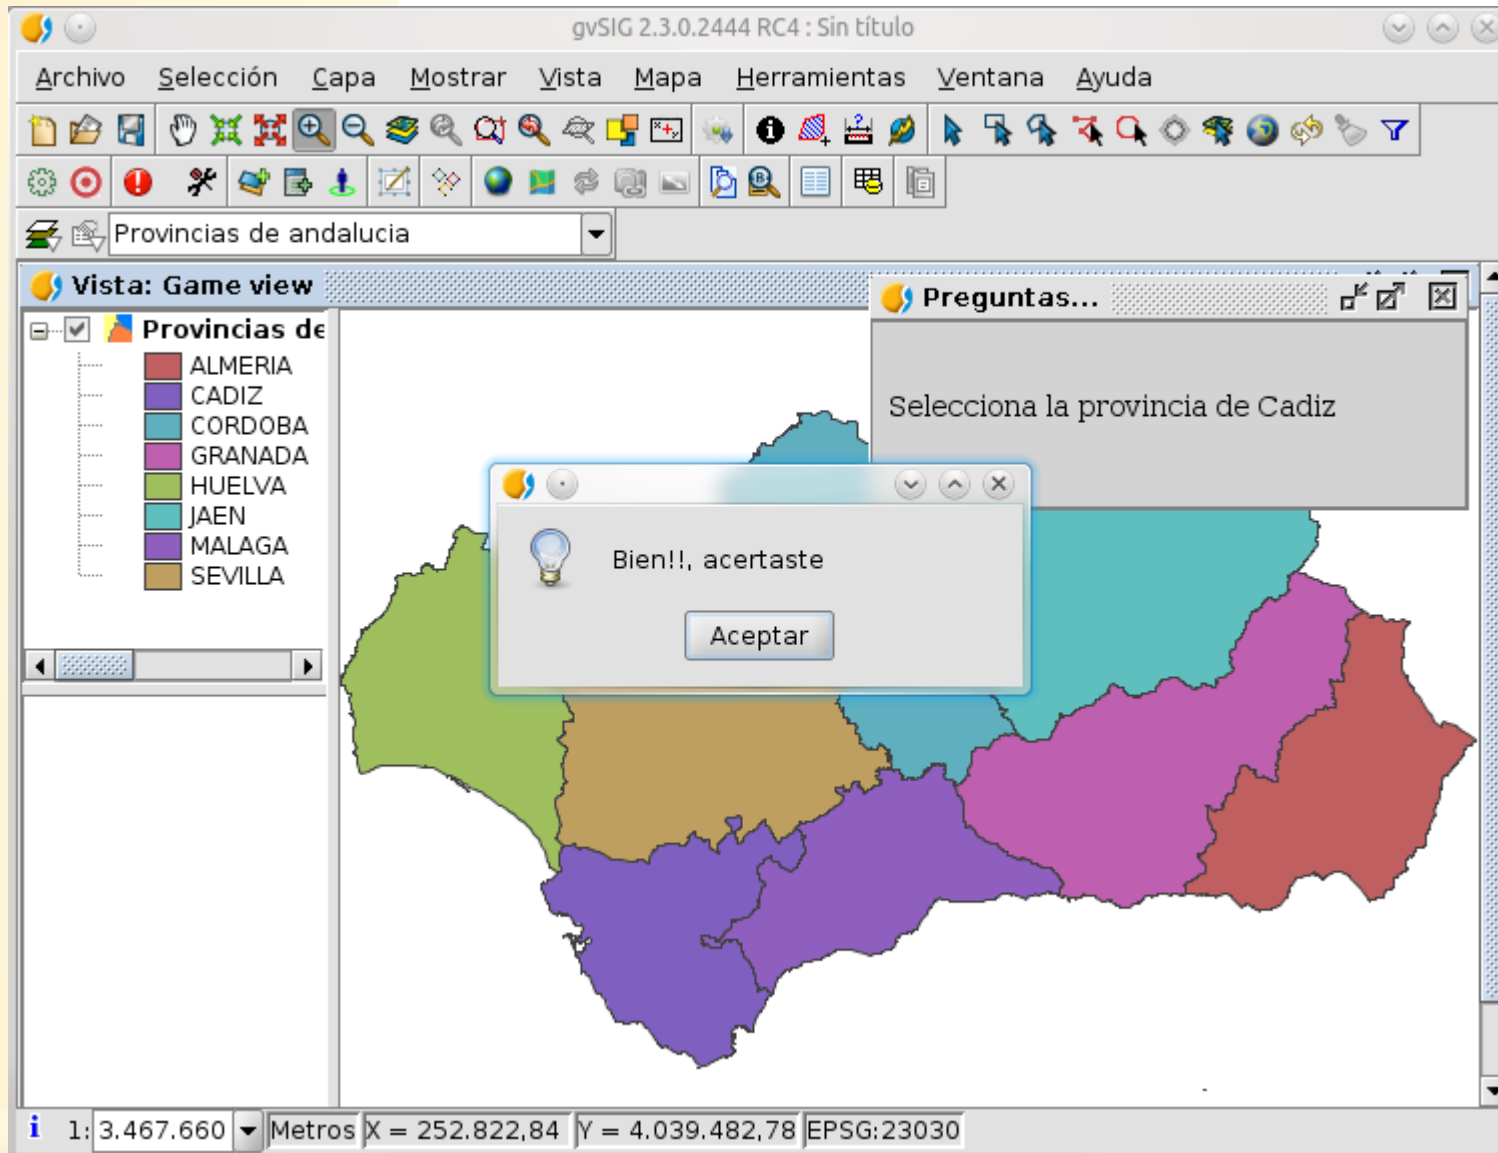 gvSIG 2.3.0.2444 RC4 : Sin título
Archivo Selección Capa Mostrar Vista Mapa Herramientas Ventana Ayuda
Provincias de andalucia
Vista: Game view
Preguntas...
Provincias de
ALMERIA
CADIZ
CORDOBA
GRANADA
HUELVA
JAEN
MALAGA
SEVILLA
Selecciona la provincia de Cadiz
Bien!!, acertaste
Aceptar
1: 3.467.660 Metros X = 252.822,84 Y = 4.039.482,78 EPSG:23030